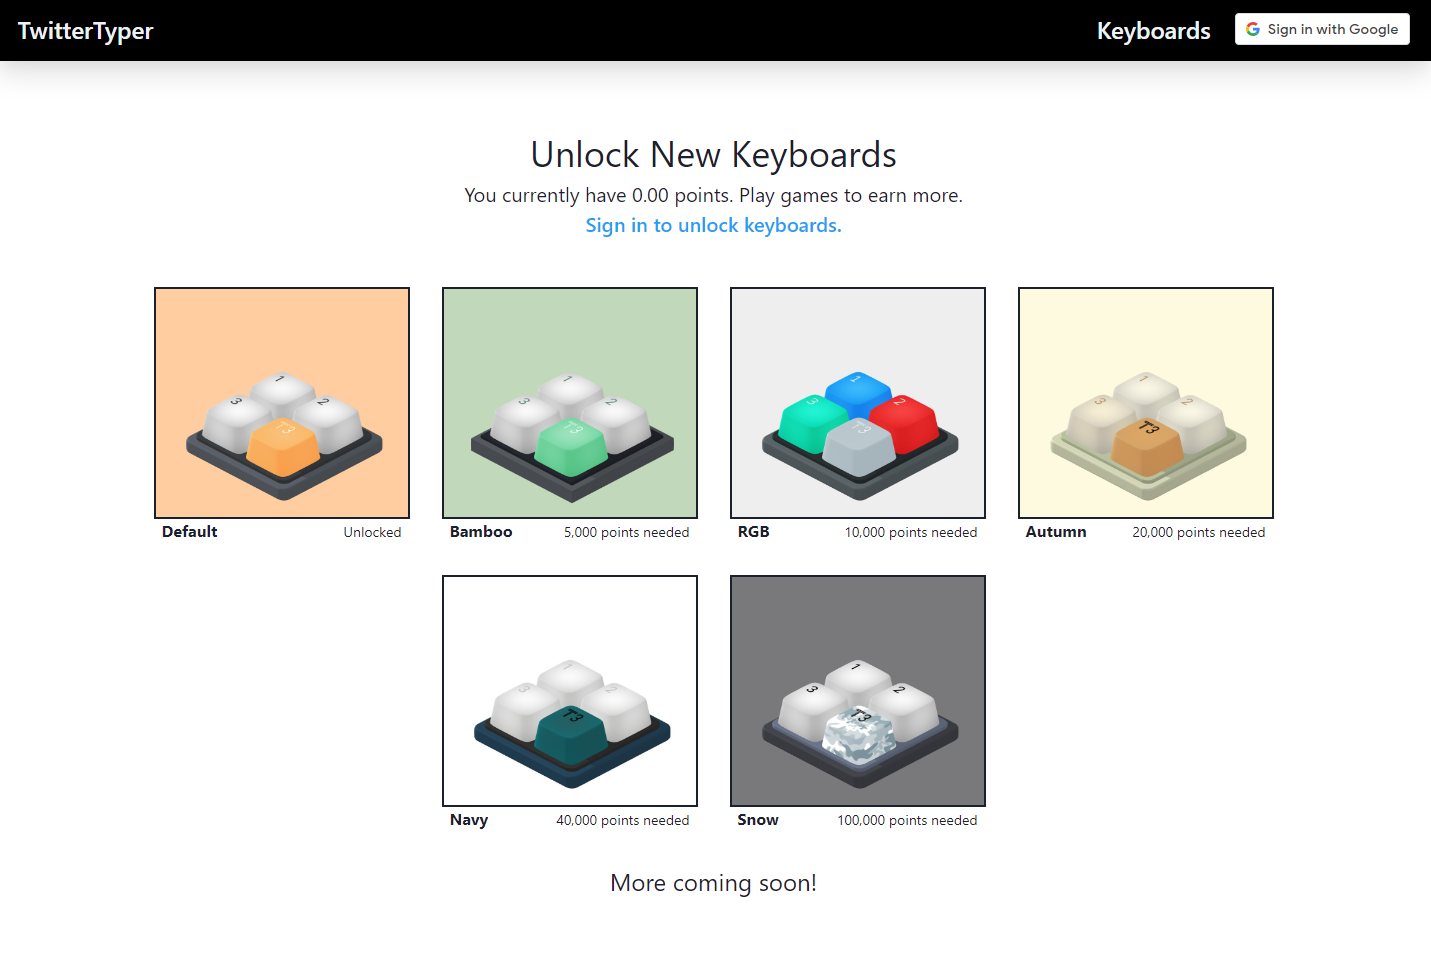 TwitterTyper
Keyboards
Sign in with Google
Unlock New Keyboards
You currently have 0.00 points. Play games to earn more.
Sign in to unlock keyboards.
1
3
2
T3
1
3
2
T3
1
3
2
T3
1
3
2
T3
Default
Unlocked
Bamboo
5,000 points needed
RGB
10,000 points needed
Autumn
20,000 points needed
1
3
2
T3
1
3
2
T3
Navy
40,000 points needed
Snow
100,000 points needed
More coming soon!